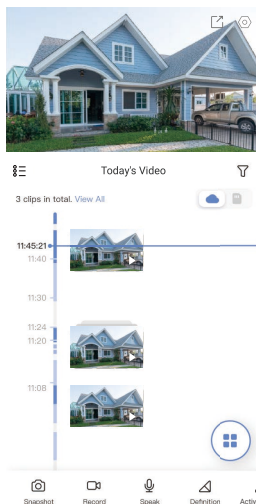 Today's Video
3 clips in total. View All
11:45:21
11:40
11:30
11:24
11:20
11:08
Snapshot Record Speak Definition Activ